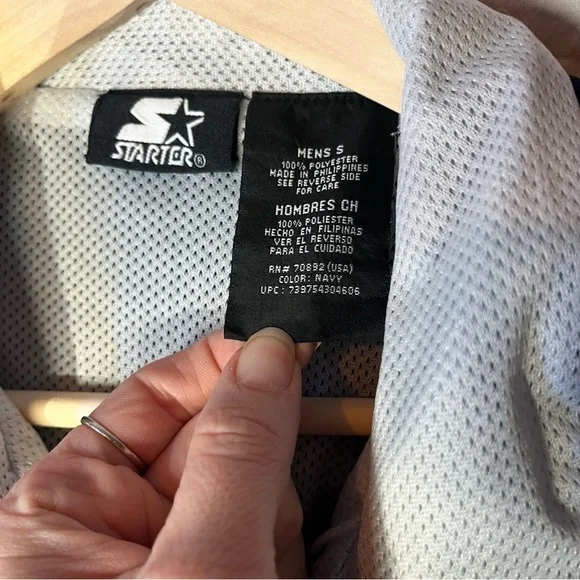 STARTER®
MENS S
100% POLYESTER
MADE IN PHILIPPINES
SEE REVERSE SIDE
FOR CARE
HOMBRES CH
100% POLIESTER
HECHO EN FILIPINAS
VER EL REVERSO
PARA EL CUIDADO
RN# 70892 (USA)
COLOR: NAVY
UPC: 739754304606